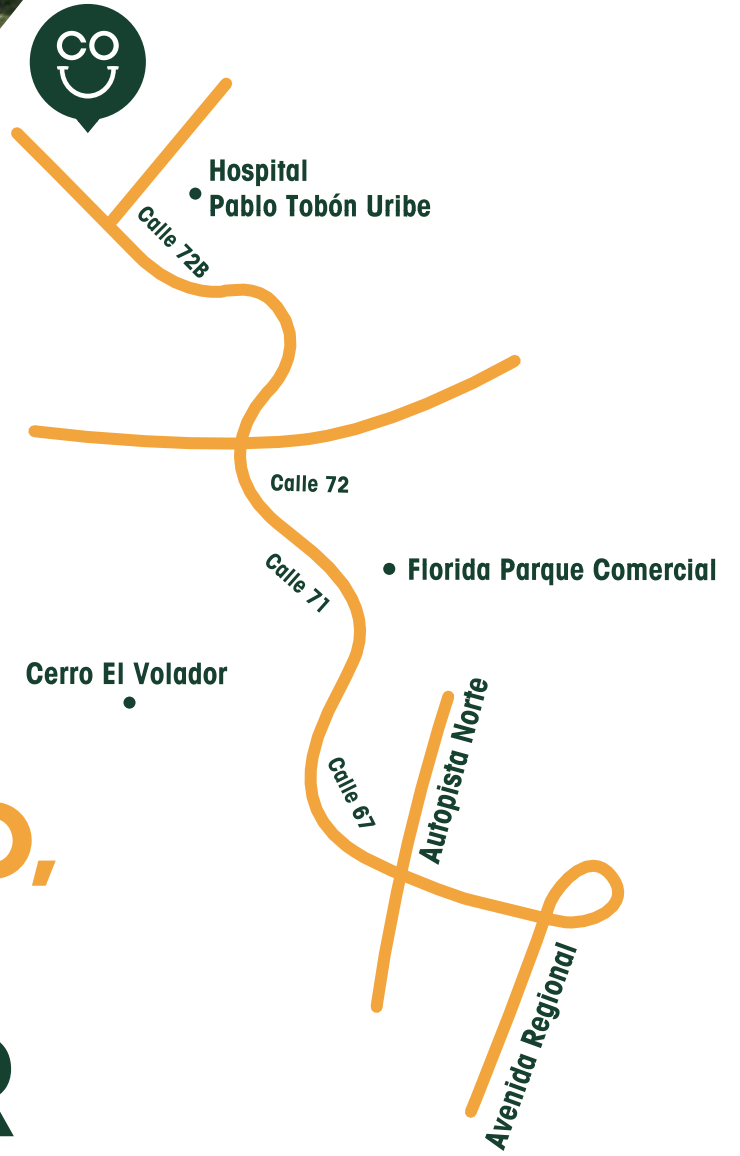 CO
Hospital
Pablo Tobón Uribe
Calle 72B
Calle 72
Calle 71
Florida Parque Comercial
Cerro El Volador
Calle 67
Autopista Norte
Avenida Regional